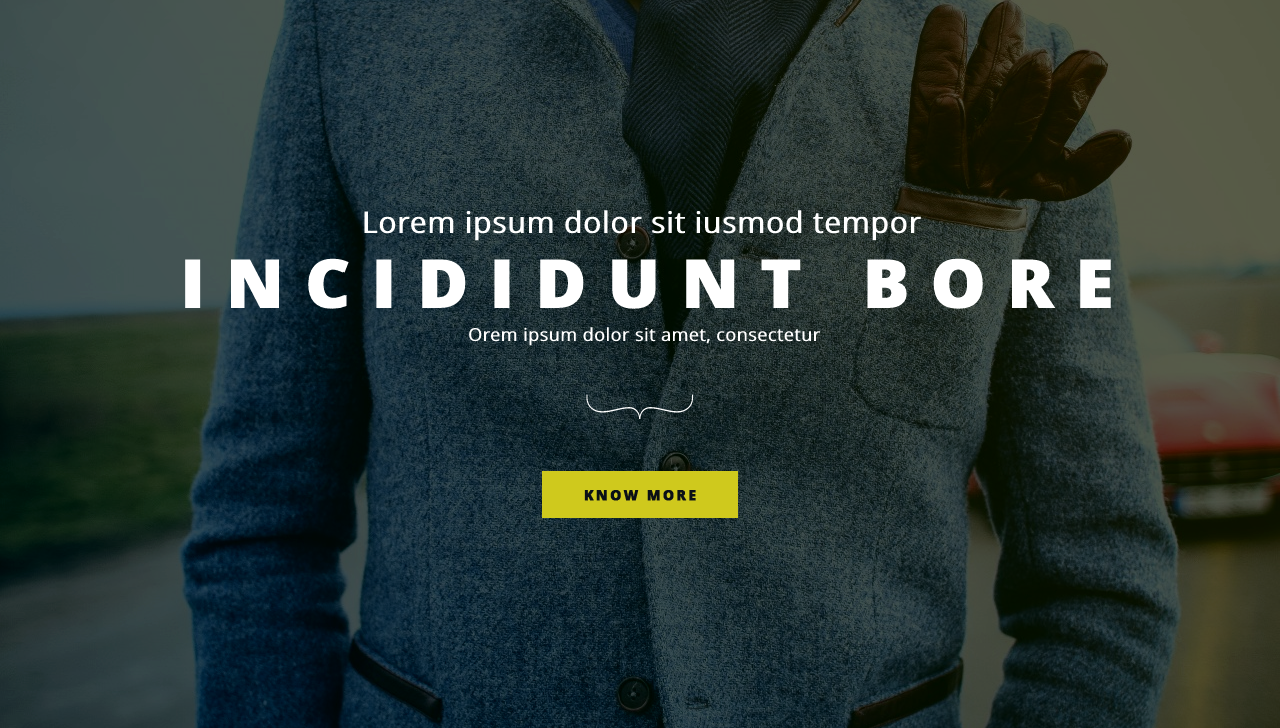 Lorem ipsum dolor sit iusmod tempor
INCIDIDUNT BORE
Orem ipsum dolor sit amet, consectetur
KNOW MORE